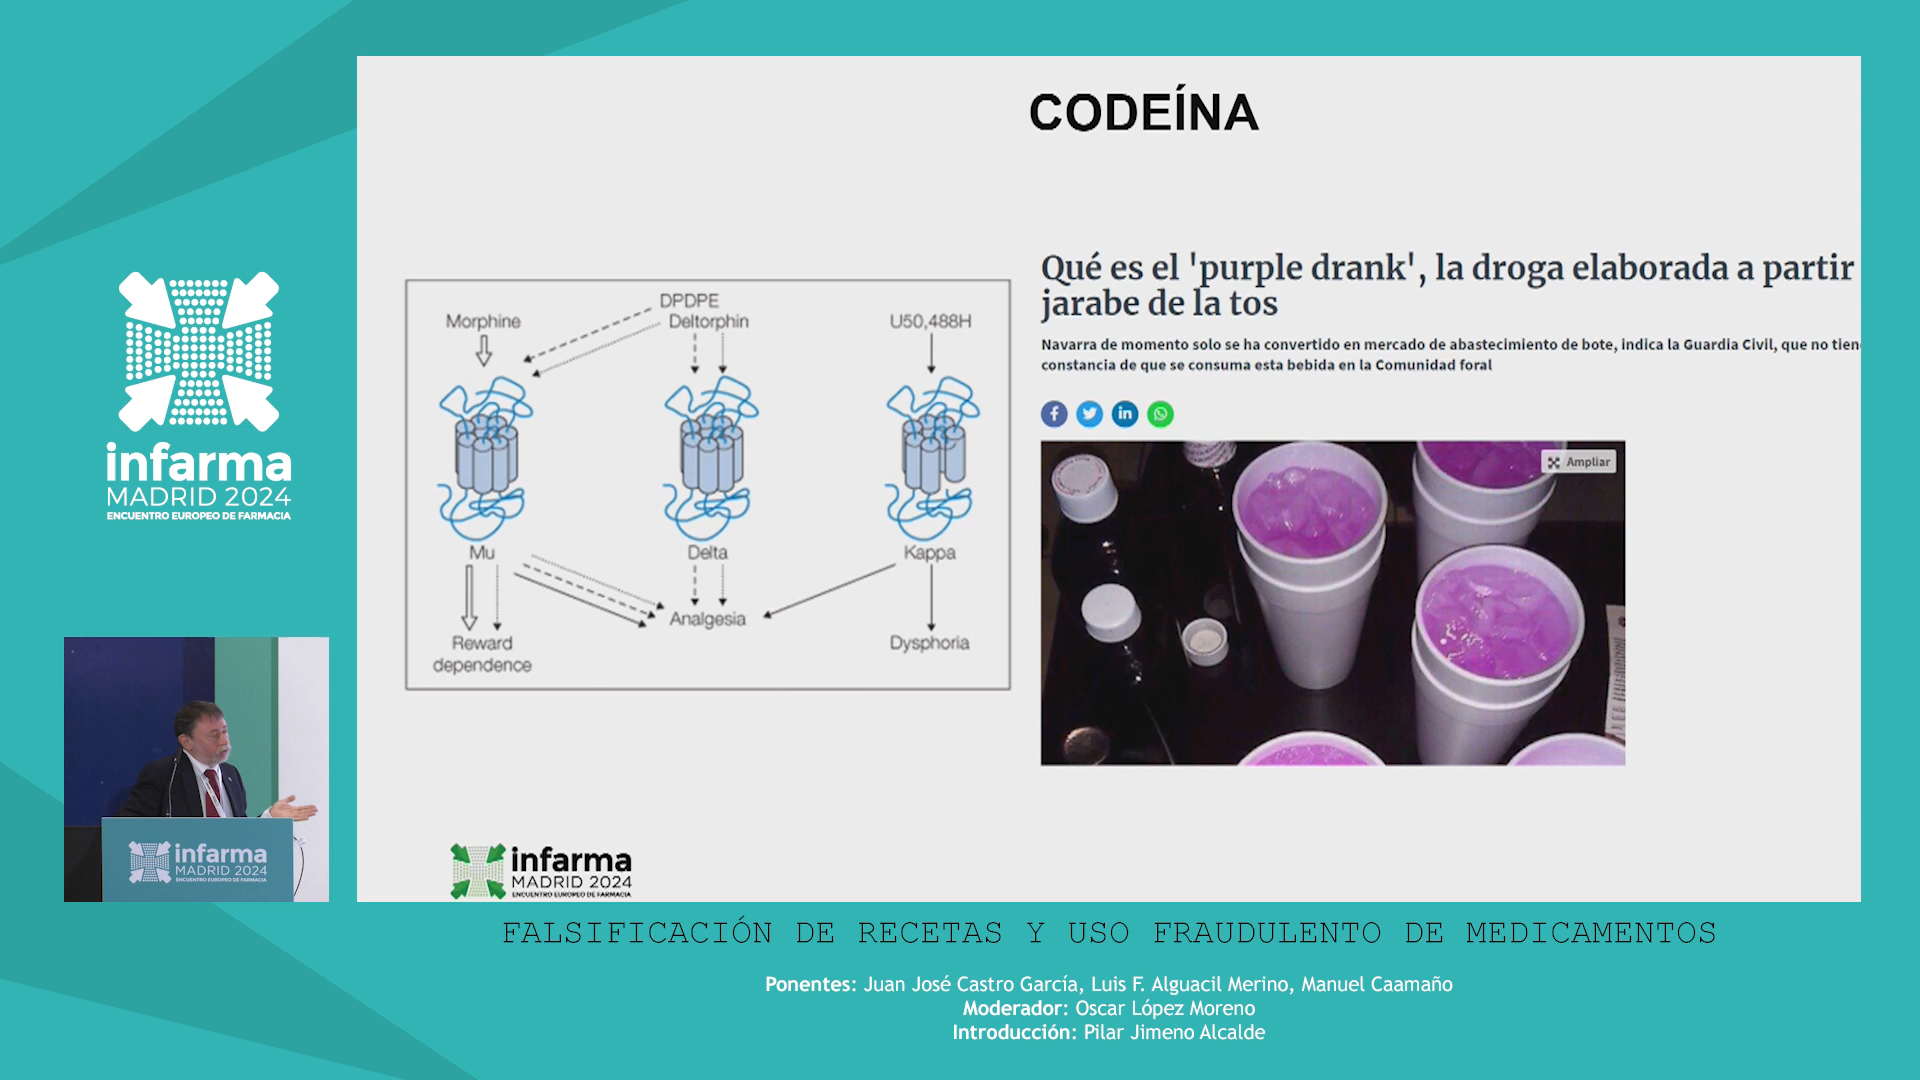 CODEÍNA
DPDPE
Morphine
Deltorphin
U50,488H
Mu
Delta
Kappa
Analgesia
Reward
dependence
Dysphoria
Qué es el 'purple drank', la droga elaborada a partir
jarabe de la tos
Navarra de momento solo se ha convertido en mercado de abastecimiento de bote, indica la Guardia Civil, que no tien
constancia de que se consuma esta bebida en la Comunidad foral
Ampliar
infarma
MADRID 2024
ENCUENTRO EUROPEO DE FARMACIA
infarma
MADRID 2024
ENCUENTRO EUROPEO DE FARMACIA
infarma
MADRID 2024
ENCUENTRO EUROPEO DE FARMACIA
FALSIFICACIÓN DE RECETAS Y USO FRAUDULENTO DE MEDICAMENTOS
Ponentes: Juan José Castro García, Luis F. Alguacil Merino, Manuel Caamaño
Moderador: Oscar López Moreno
Introducción: Pilar Jimeno Alcalde